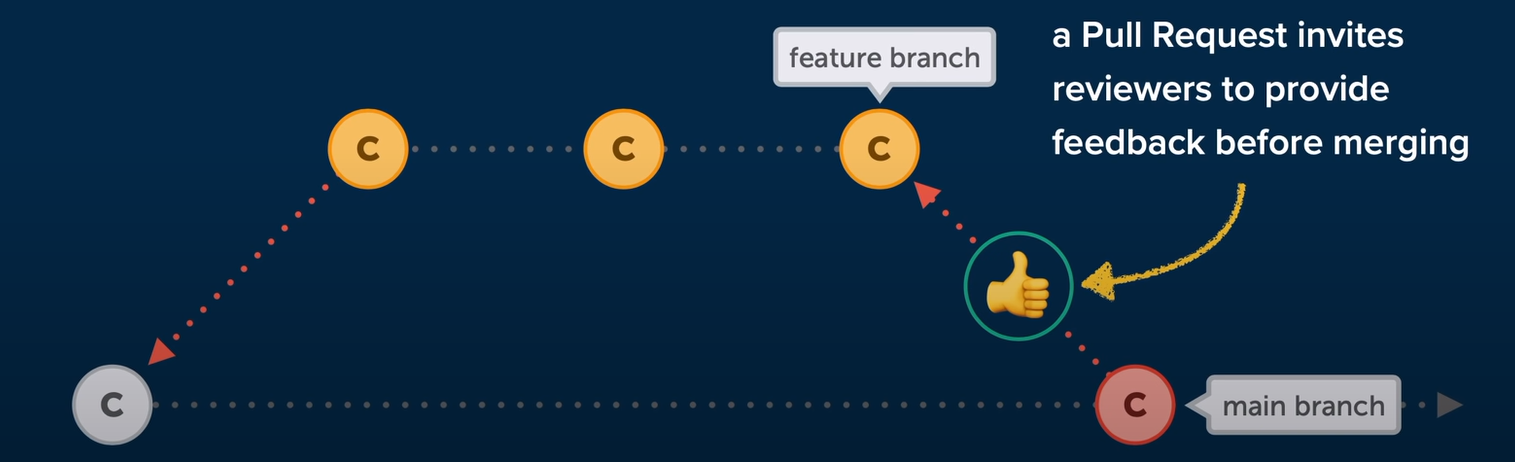 feature branch
a Pull Request invites
reviewers to provide
feedback before merging
C
C
C
C
C
main branch